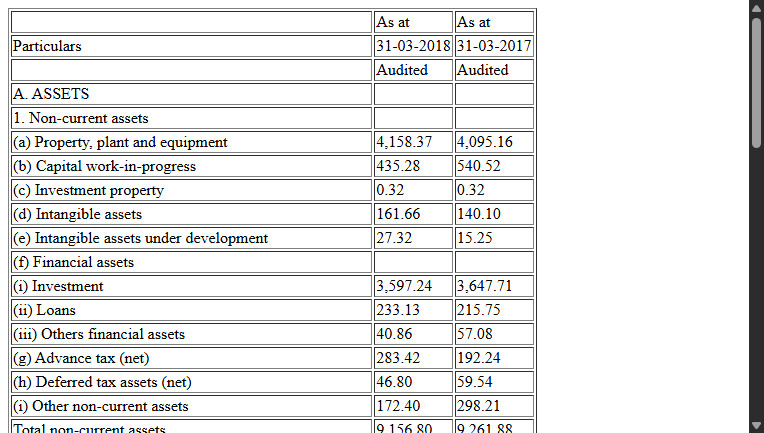 As at As at
Particulars 31-03-2018 31-03-2017
Audited Audited
A. ASSETS
1. Non-current assets
(a) Property, plant and equipment 4,158.37 4,095.16
(b) Capital work-in-progress 435.28 540.52
(c) Investment property 0.32 0.32
(d) Intangible assets 161.66 140.10
(e) Intangible assets under development 27.32 15.25
(f) Financial assets
(i) Investment 3,597.24 3,647.71
(ii) Loans 233.13 215.75
(iii) Others financial assets 40.86 57.08
(g) Advance tax (net) 283.42 192.24
(h) Deferred tax assets (net) 46.80 59.54
(i) Other non-current assets 172.40 298.21
Total non-current assets 9,156.80 9,261.88